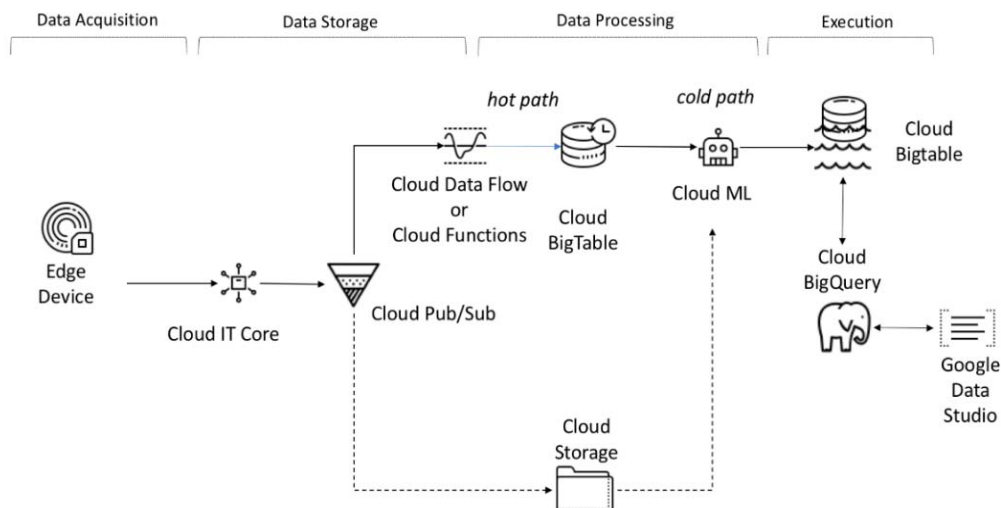 Data Acquisition
Data Storage
Data Processing
Execution
hot path
cold path
Cloud
Bigtable
Cloud Data Flow
or
Cloud Functions
Cloud
BigTable
Cloud ML
Edge
Device
Cloud IT Core
Cloud Pub/Sub
Cloud
BigQuery
Google
Data
Studio
Cloud
Storage